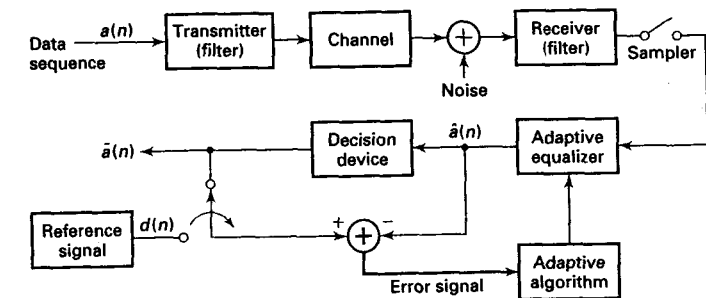 Data
sequence
a(n)
Transmitter
(filter)
Channel
+
Noise
Receiver
(filter)
Sampler
ã(n)
Decision
device
â(n)
Adaptive
equalizer
Reference
signal
d(n)
+
+
−
Error signal
Adaptive
algorithm